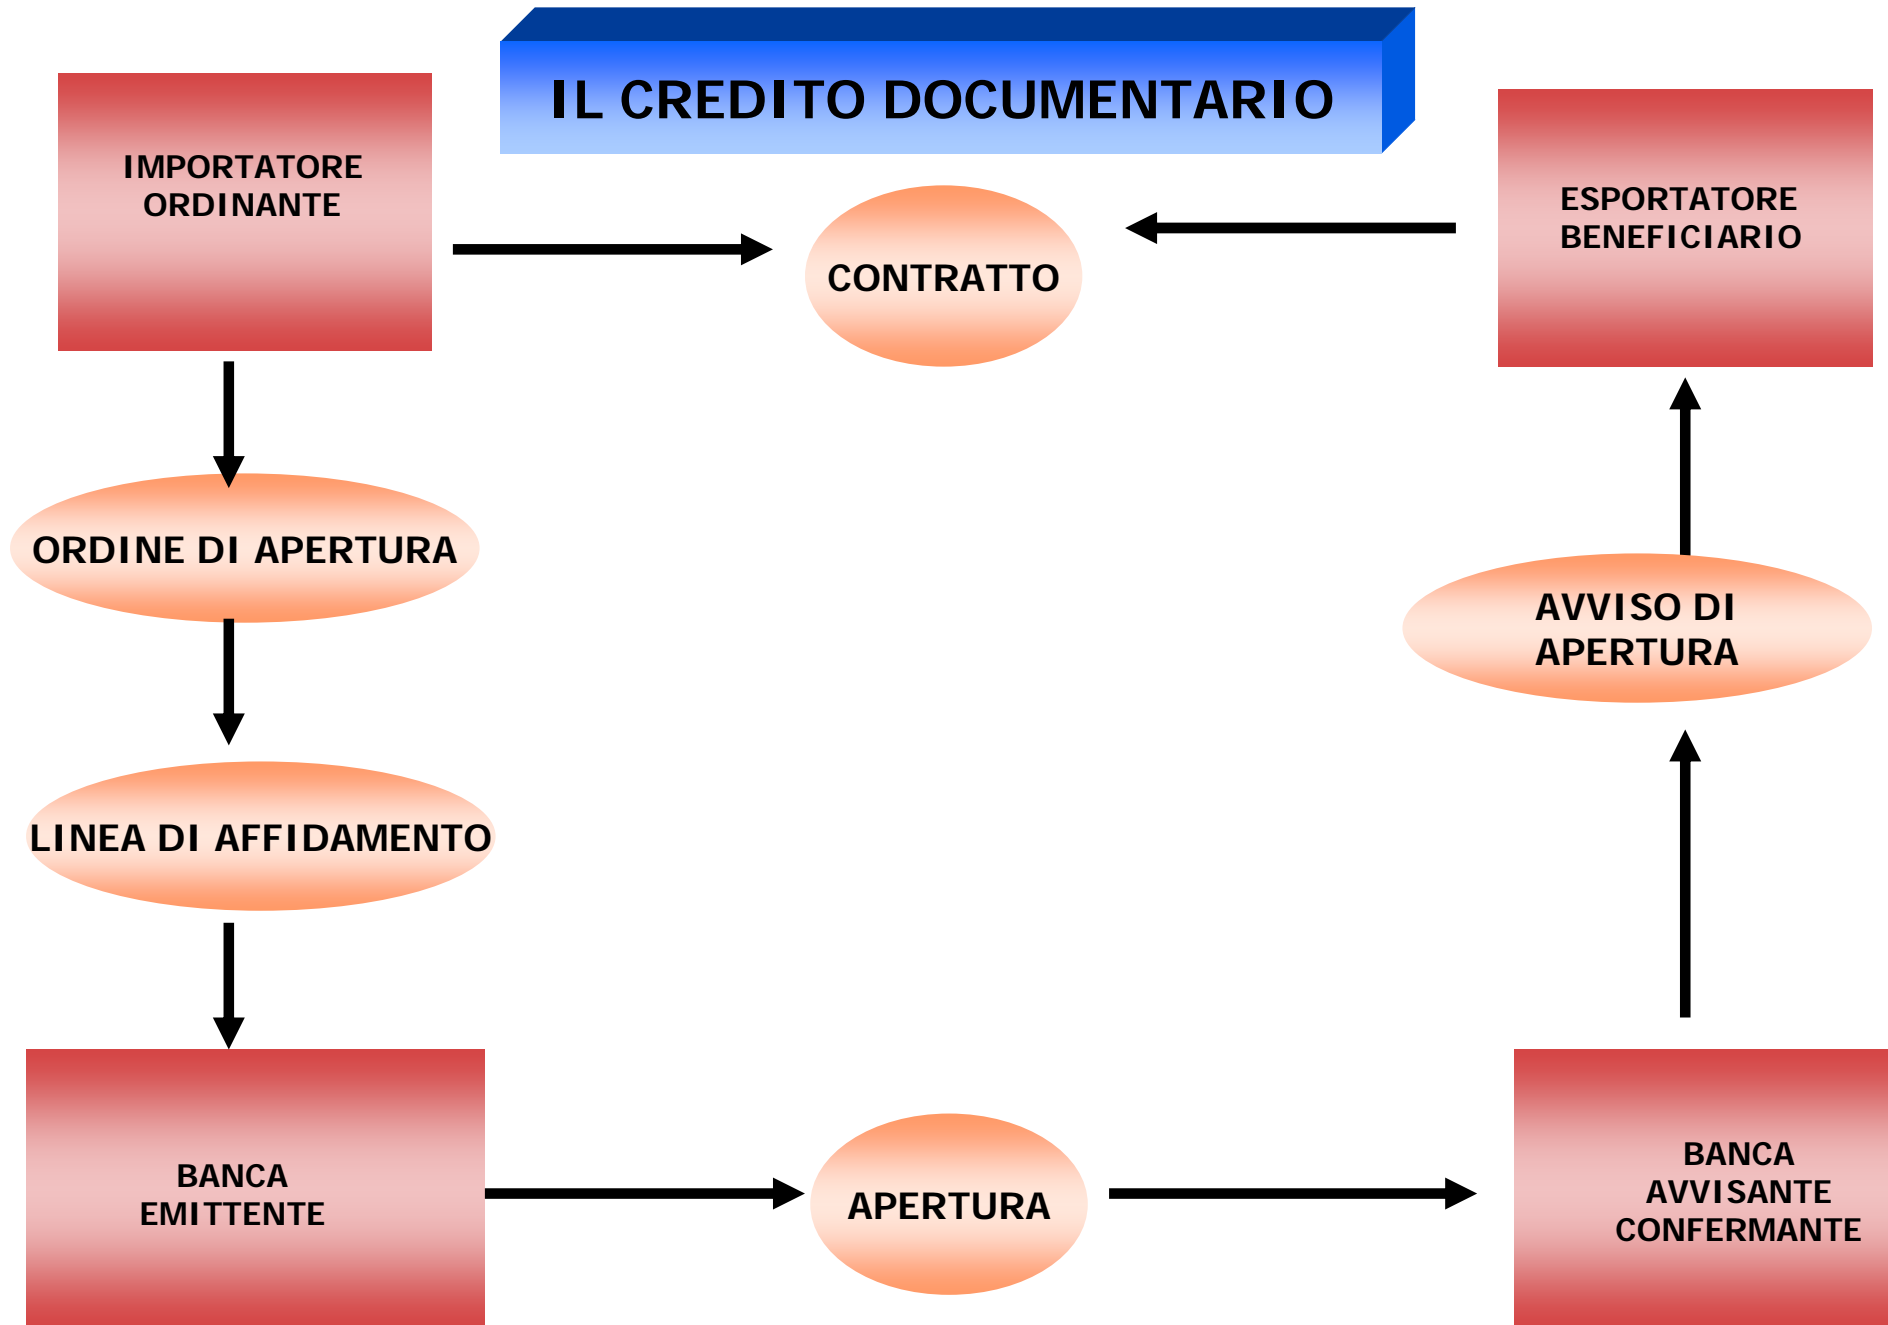 IL CREDITO DOCUMENTARIO
IMPORTATORE
ORDINANTE
ESPORTATORE
BENEFICIARIO
CONTRATTO
ORDINE DI APERTURA
AVVISO DI
APERTURA
LINEA DI AFFIDAMENTO
BANCA
EMITTENTE
APERTURA
BANCA
AVVISANTE
CONFERMANTE